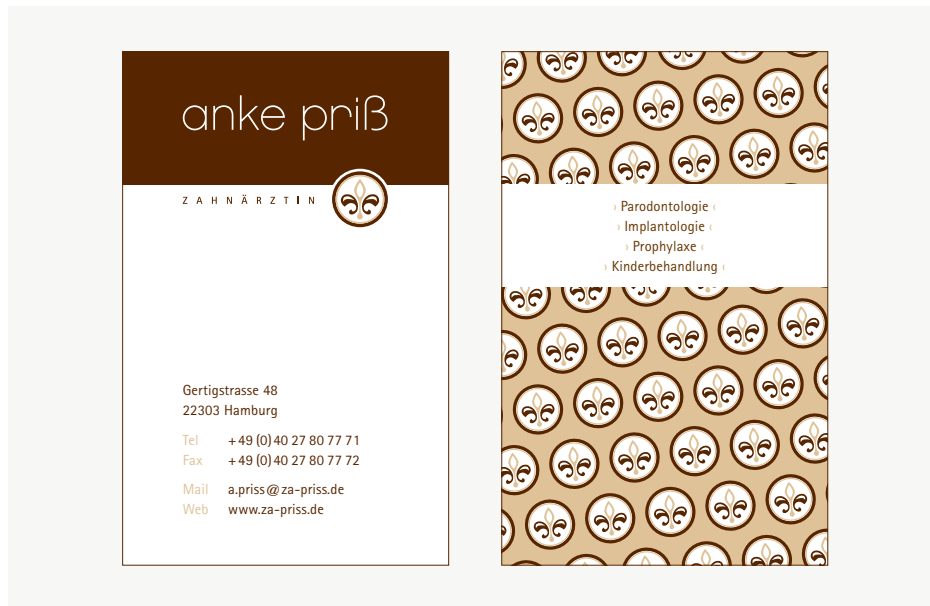 anke priß
ZAHNÄRZTIN
Gertigstrasse 48
22303 Hamburg
Tel +49 (0) 40 27 80 77 71
Fax +49 (0) 40 27 80 77 72
Mail a.priss@za-priss.de
Web www.za-priss.de
› Parodontologie ‹
› Implantologie ‹
› Prophylaxe ‹
› Kinderbehandlung ‹